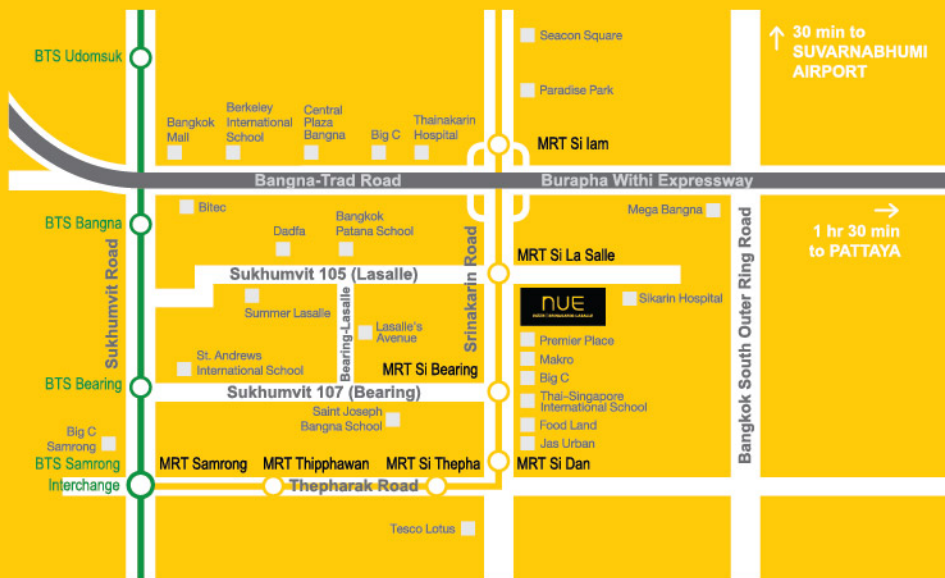 Seacon Square
30 min to
SUVARNABHUMI
AIRPORT
BTS Udomsuk
Paradise Park
Bangkok
Mall
Berkeley
International
School
Central
Plaza
Bangna
Big C
Thainakarin
Hospital
MRT Si Iam
Bangna-Trad Road
Burapha Withi Expressway
Bitec
Mega Bangna
BTS Bangna
Dadfa
Bangkok
Patana School
1 hr 30 min
to PATTAYA
Sukhumvit Road
Srinakarin Road
Bangkok South Outer Ring Road
MRT Si La Salle
Sukhumvit 105 (Lasalle)
nUE
Sikarin Hospital
Summer Lasalle
Bearing-Lasalle
Lasalle's
Avenue
Premier Place
Makro
Big C
Thai-Singapore
International School
Food Land
Jas Urban
St. Andrews
International School
MRT Si Bearing
BTS Bearing
Sukhumvit 107 (Bearing)
Saint Joseph
Bangna School
Big C
Samrong
BTS Samrong
Interchange
MRT Samrong
MRT Thipphawan
MRT Si Thepha
MRT Si Dan
Thepharak Road
Tesco Lotus